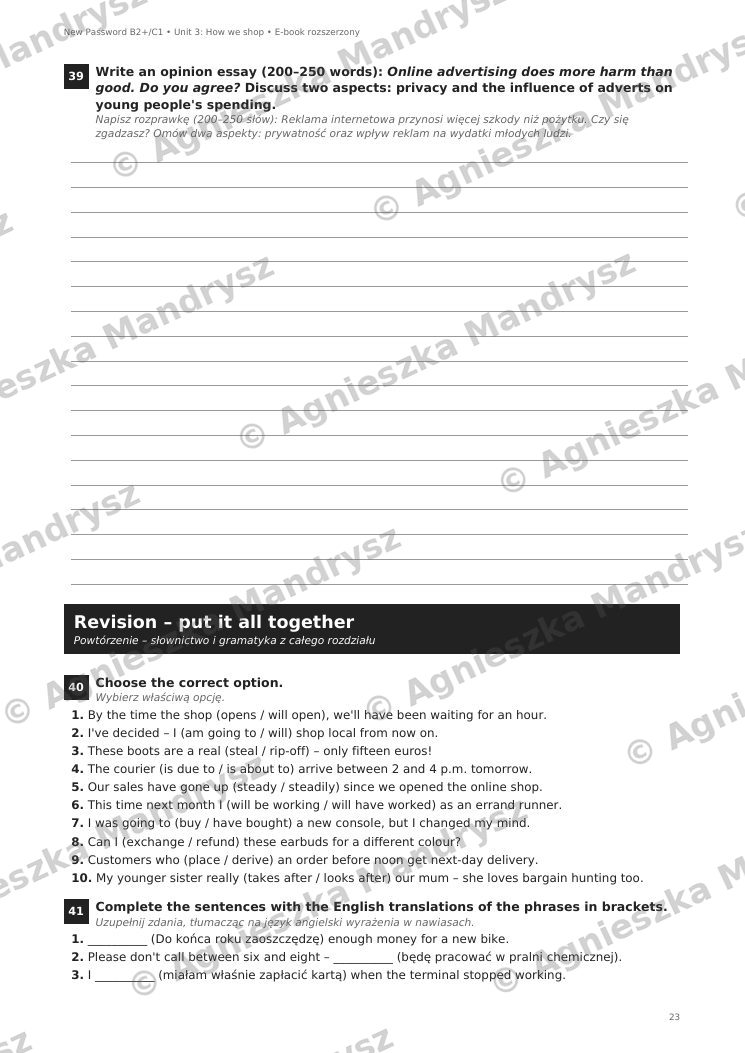 New Password B2+/C1 • Unit 3: How we shop • E-book rozszerzony
39 Write an opinion essay (200–250 words): Online advertising does more harm than
good. Do you agree? Discuss two aspects: privacy and the influence of adverts on
young people's spending.
Napisz rozprawkę (200–250 słów): Reklama internetowa przynosi więcej szkody niż pożytku. Czy się
zgadzasz? Omów dwa aspekty: prywatność oraz wpływ reklam na wydatki młodych ludzi.
Revision – put it all together
Powtórzenie – słownictwo i gramatyka z całego rozdziału
40 Choose the correct option.
Wybierz właściwą opcję.
1. By the time the shop (opens / will open), we'll have been waiting for an hour.
2. I've decided – I (am going to / will) shop local from now on.
3. These boots are a real (steal / rip-off) – only fifteen euros!
4. The courier (is due to / is about to) arrive between 2 and 4 p.m. tomorrow.
5. Our sales have gone up (steady / steadily) since we opened the online shop.
6. This time next month I (will be working / will have worked) as an errand runner.
7. I was going to (buy / have bought) a new console, but I changed my mind.
8. Can I (exchange / refund) these earbuds for a different colour?
9. Customers who (place / derive) an order before noon get next-day delivery.
10. My younger sister really (takes after / looks after) our mum – she loves bargain hunting too.
41 Complete the sentences with the English translations of the phrases in brackets.
Uzupełnij zdania, tłumacząc na język angielski wyrażenia w nawiasach.
1. __________ (Do końca roku zaoszczędzę) enough money for a new bike.
2. Please don't call between six and eight – __________ (będę pracować w pralni chemicznej).
3. I __________ (miałam właśnie zapłacić kartą) when the terminal stopped working.
23
© Agnieszka Mandrysz